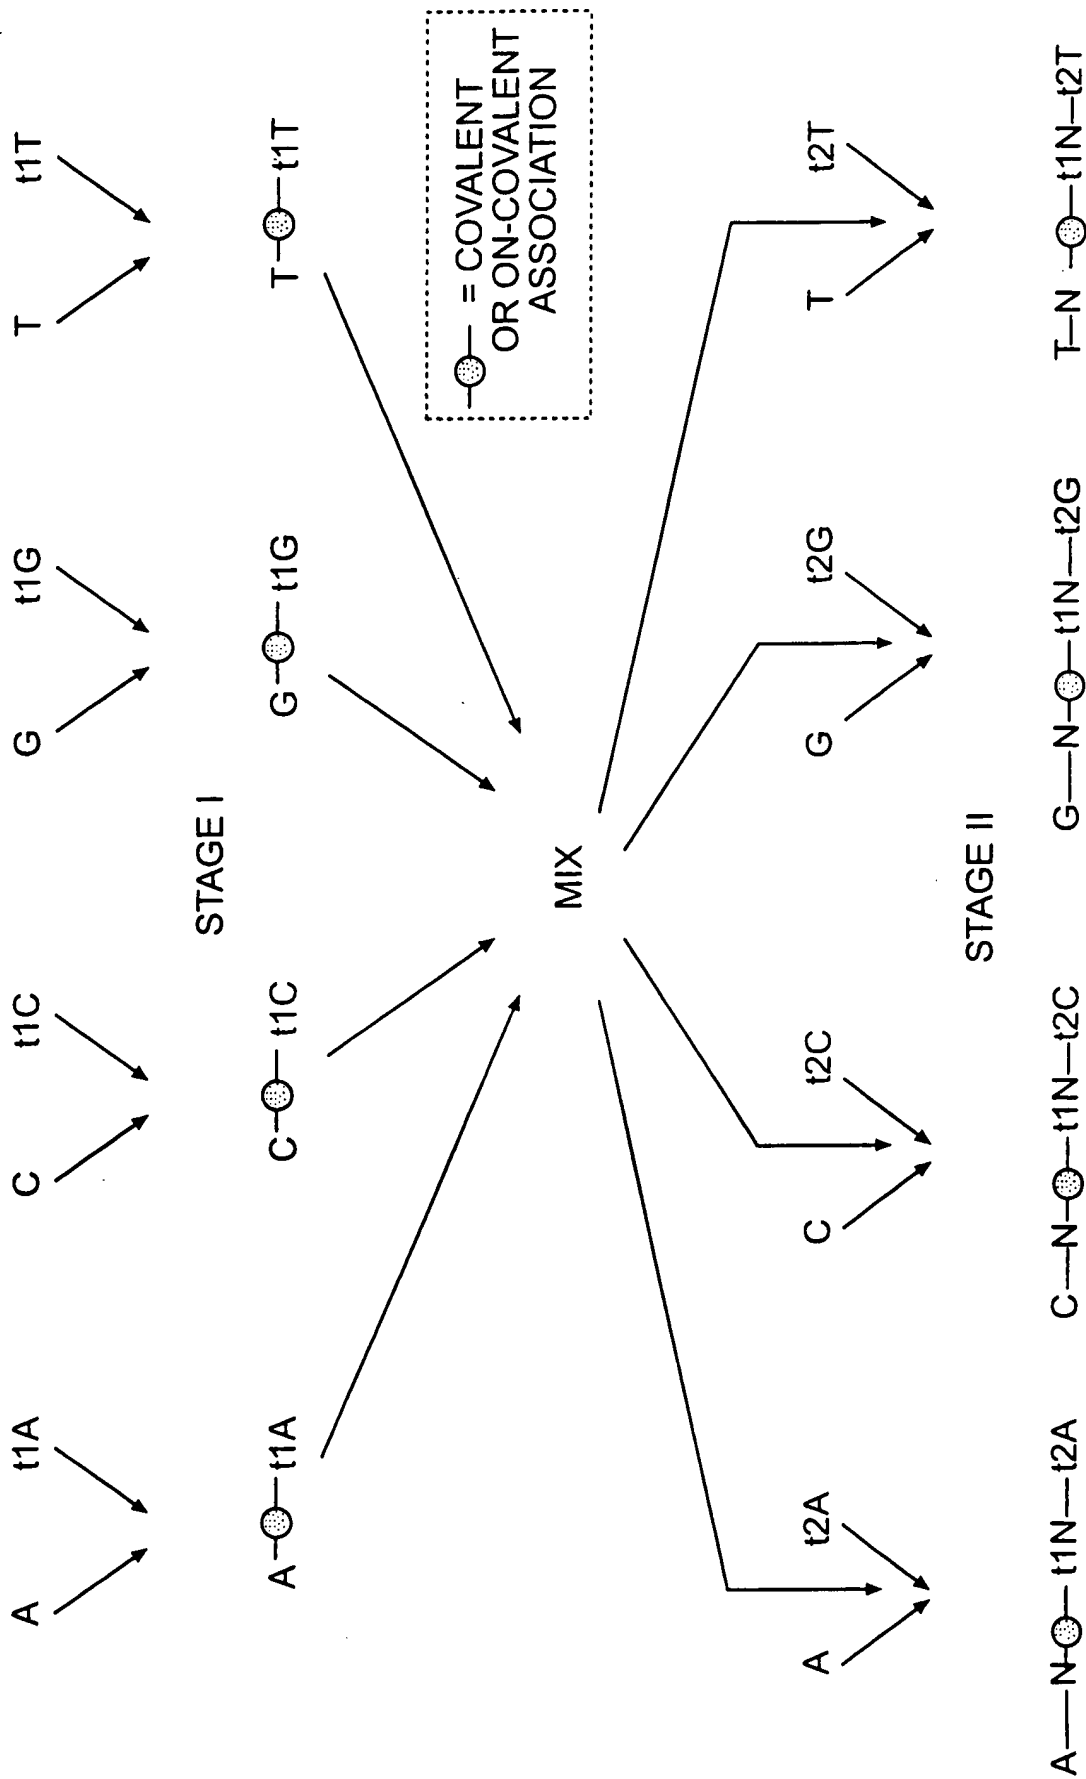 A t1A C t1C G t1G T t1T
STAGE I
A t1A C t1C G t1G T t1T
= COVALENT
OR ON-COVALENT
ASSOCIATION
MIX
A t2A C t2C G t2G T t2T
STAGE II
A—N t1N—t2A C—N t1N—t2C G—N t1N—t2G T—N t1N—t2T